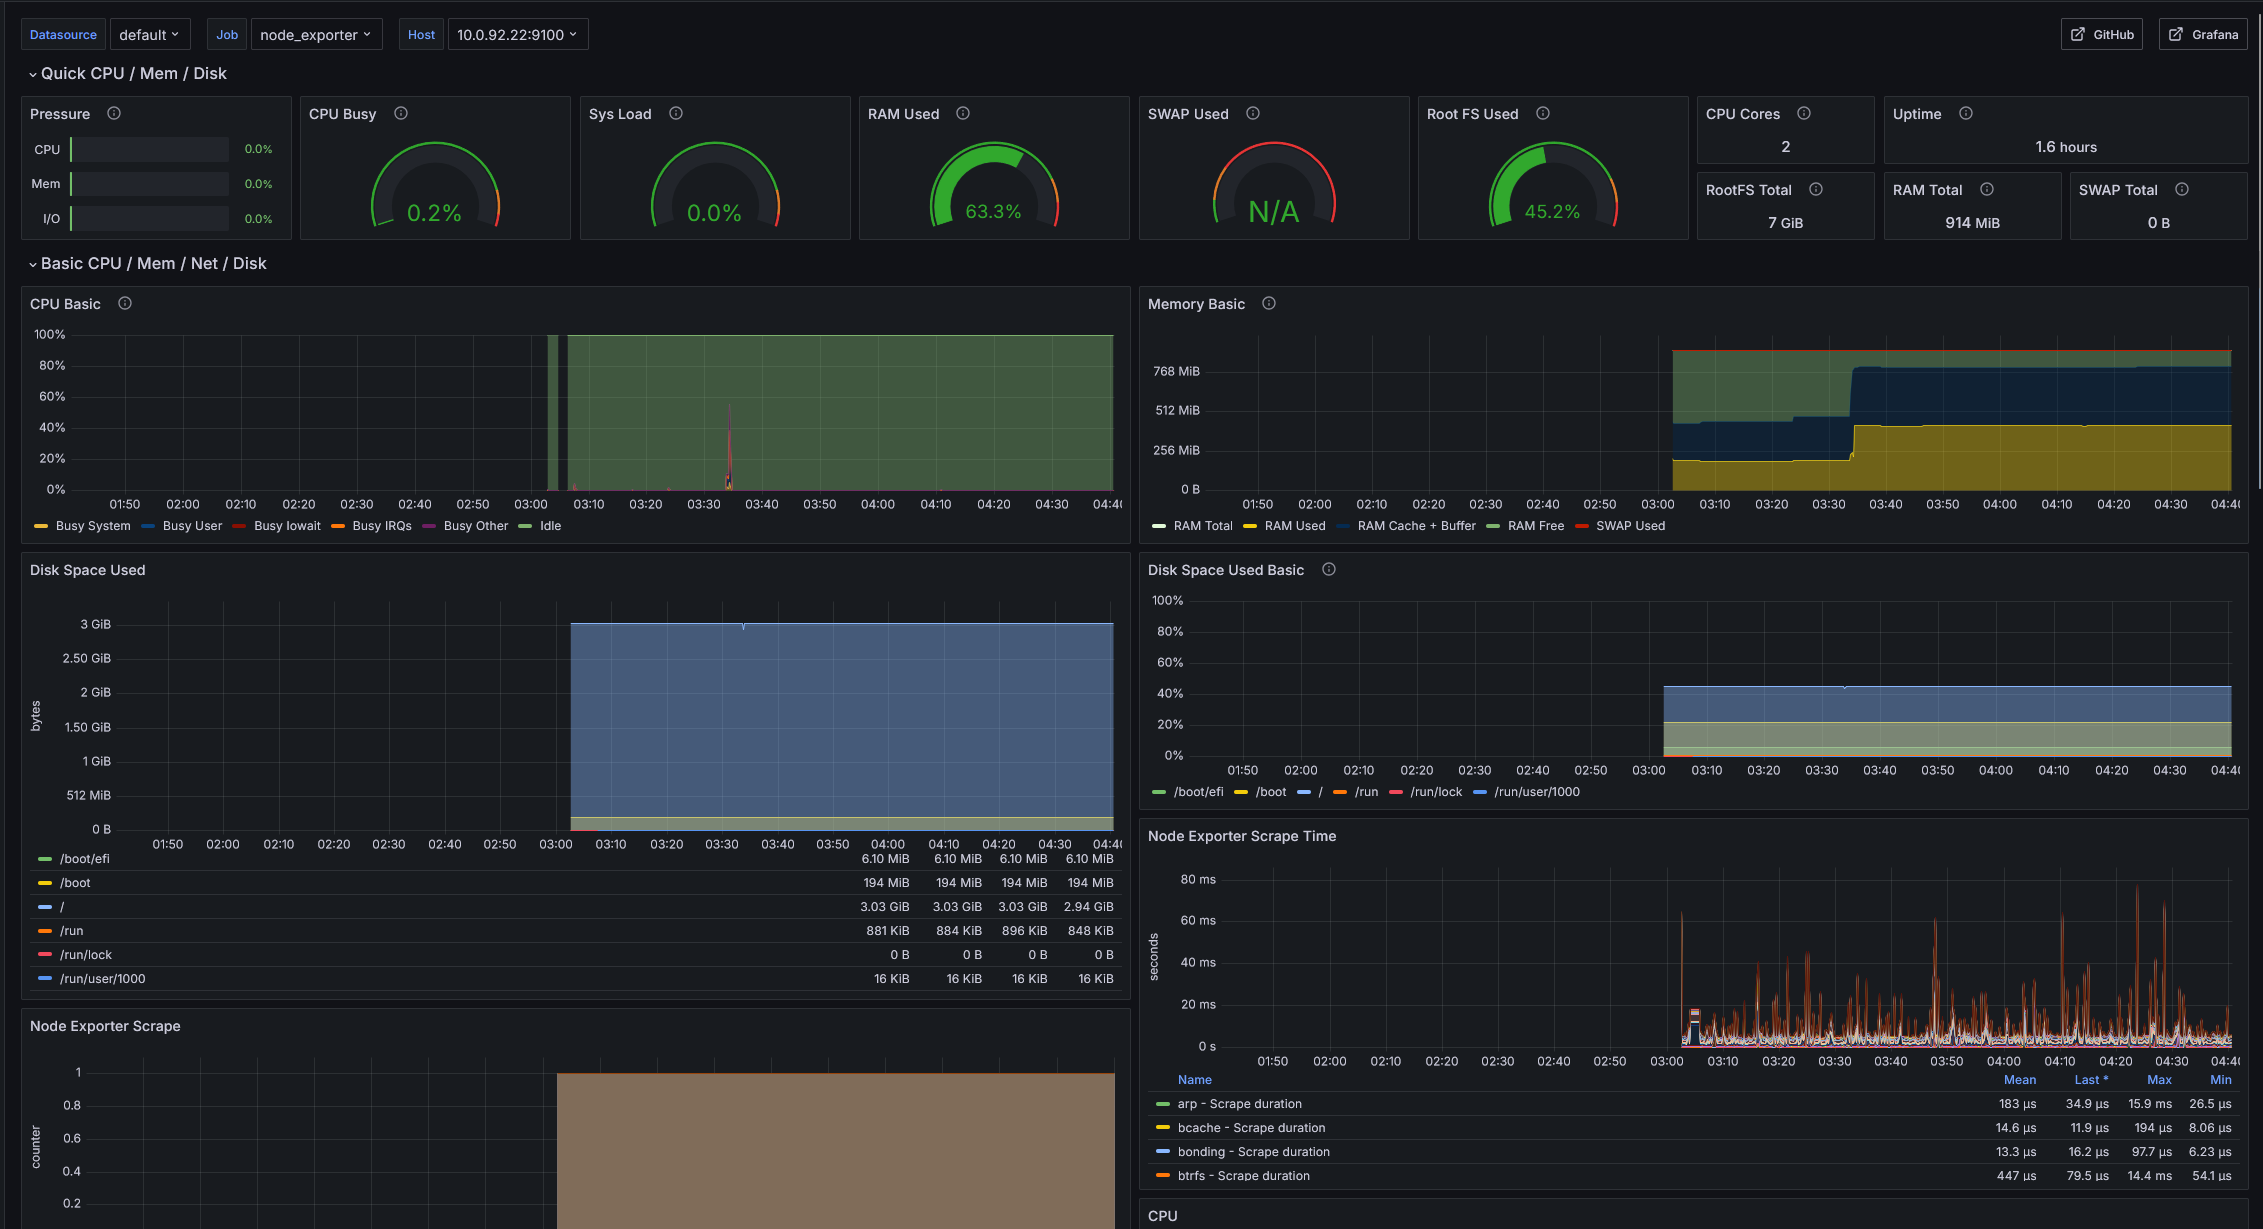 Datasource default Job node_exporter Host 10.0.92.22:9100 GitHub Grafana
Quick CPU / Mem / Disk
Pressure CPU Busy Sys Load RAM Used SWAP Used Root FS Used CPU Cores Uptime
CPU 0.0%
Mem 0.0%
I/O 0.0%
0.2%
0.0%
63.3%
N/A
45.2%
2
1.6 hours
RootFS Total RAM Total SWAP Total
7 GiB 914 MiB 0 B
Basic CPU / Mem / Net / Disk
CPU Basic
100%
80%
60%
40%
20%
0%
01:50 02:00 02:10 02:20 02:30 02:40 02:50 03:00 03:10 03:20 03:30 03:40 03:50 04:00 04:10 04:20 04:30 04:40
Busy System Busy User Busy Iowait Busy IRQs Busy Other Idle
Memory Basic
768 MiB
512 MiB
256 MiB
0 B
01:50 02:00 02:10 02:20 02:30 02:40 02:50 03:00 03:10 03:20 03:30 03:40 03:50 04:00 04:10 04:20 04:30 04:40
RAM Total RAM Used RAM Cache + Buffer RAM Free SWAP Used
Disk Space Used
bytes
3 GiB
2.50 GiB
2 GiB
1.50 GiB
1 GiB
512 MiB
0 B
01:50 02:00 02:10 02:20 02:30 02:40 02:50 03:00 03:10 03:20 03:30 03:40 03:50 04:00 04:10 04:20 04:30 04:40
/boot/efi 6.10 MiB 6.10 MiB 6.10 MiB 6.10 MiB
/boot 194 MiB 194 MiB 194 MiB 194 MiB
/ 3.03 GiB 3.03 GiB 3.03 GiB 2.94 GiB
/run 881 KiB 884 KiB 896 KiB 848 KiB
/run/lock 0 B 0 B 0 B 0 B
/run/user/1000 16 KiB 16 KiB 16 KiB 16 KiB
Disk Space Used Basic
100%
80%
60%
40%
20%
0%
01:50 02:00 02:10 02:20 02:30 02:40 02:50 03:00 03:10 03:20 03:30 03:40 03:50 04:00 04:10 04:20 04:30 04:40
/boot/efi /boot / /run /run/lock /run/user/1000
Node Exporter Scrape Time
seconds
80 ms
60 ms
40 ms
20 ms
0 s
01:50 02:00 02:10 02:20 02:30 02:40 02:50 03:00 03:10 03:20 03:30 03:40 03:50 04:00 04:10 04:20 04:30 04:40
Name Mean Last * Max Min
arp - Scrape duration 183 µs 34.9 µs 15.9 ms 26.5 µs
bcache - Scrape duration 14.6 µs 11.9 µs 194 µs 8.06 µs
bonding - Scrape duration 13.3 µs 16.2 µs 97.7 µs 6.23 µs
btrfs - Scrape duration 447 µs 79.5 µs 14.4 ms 54.1 µs
Node Exporter Scrape
counter
1
0.8
0.6
0.4
0.2
CPU